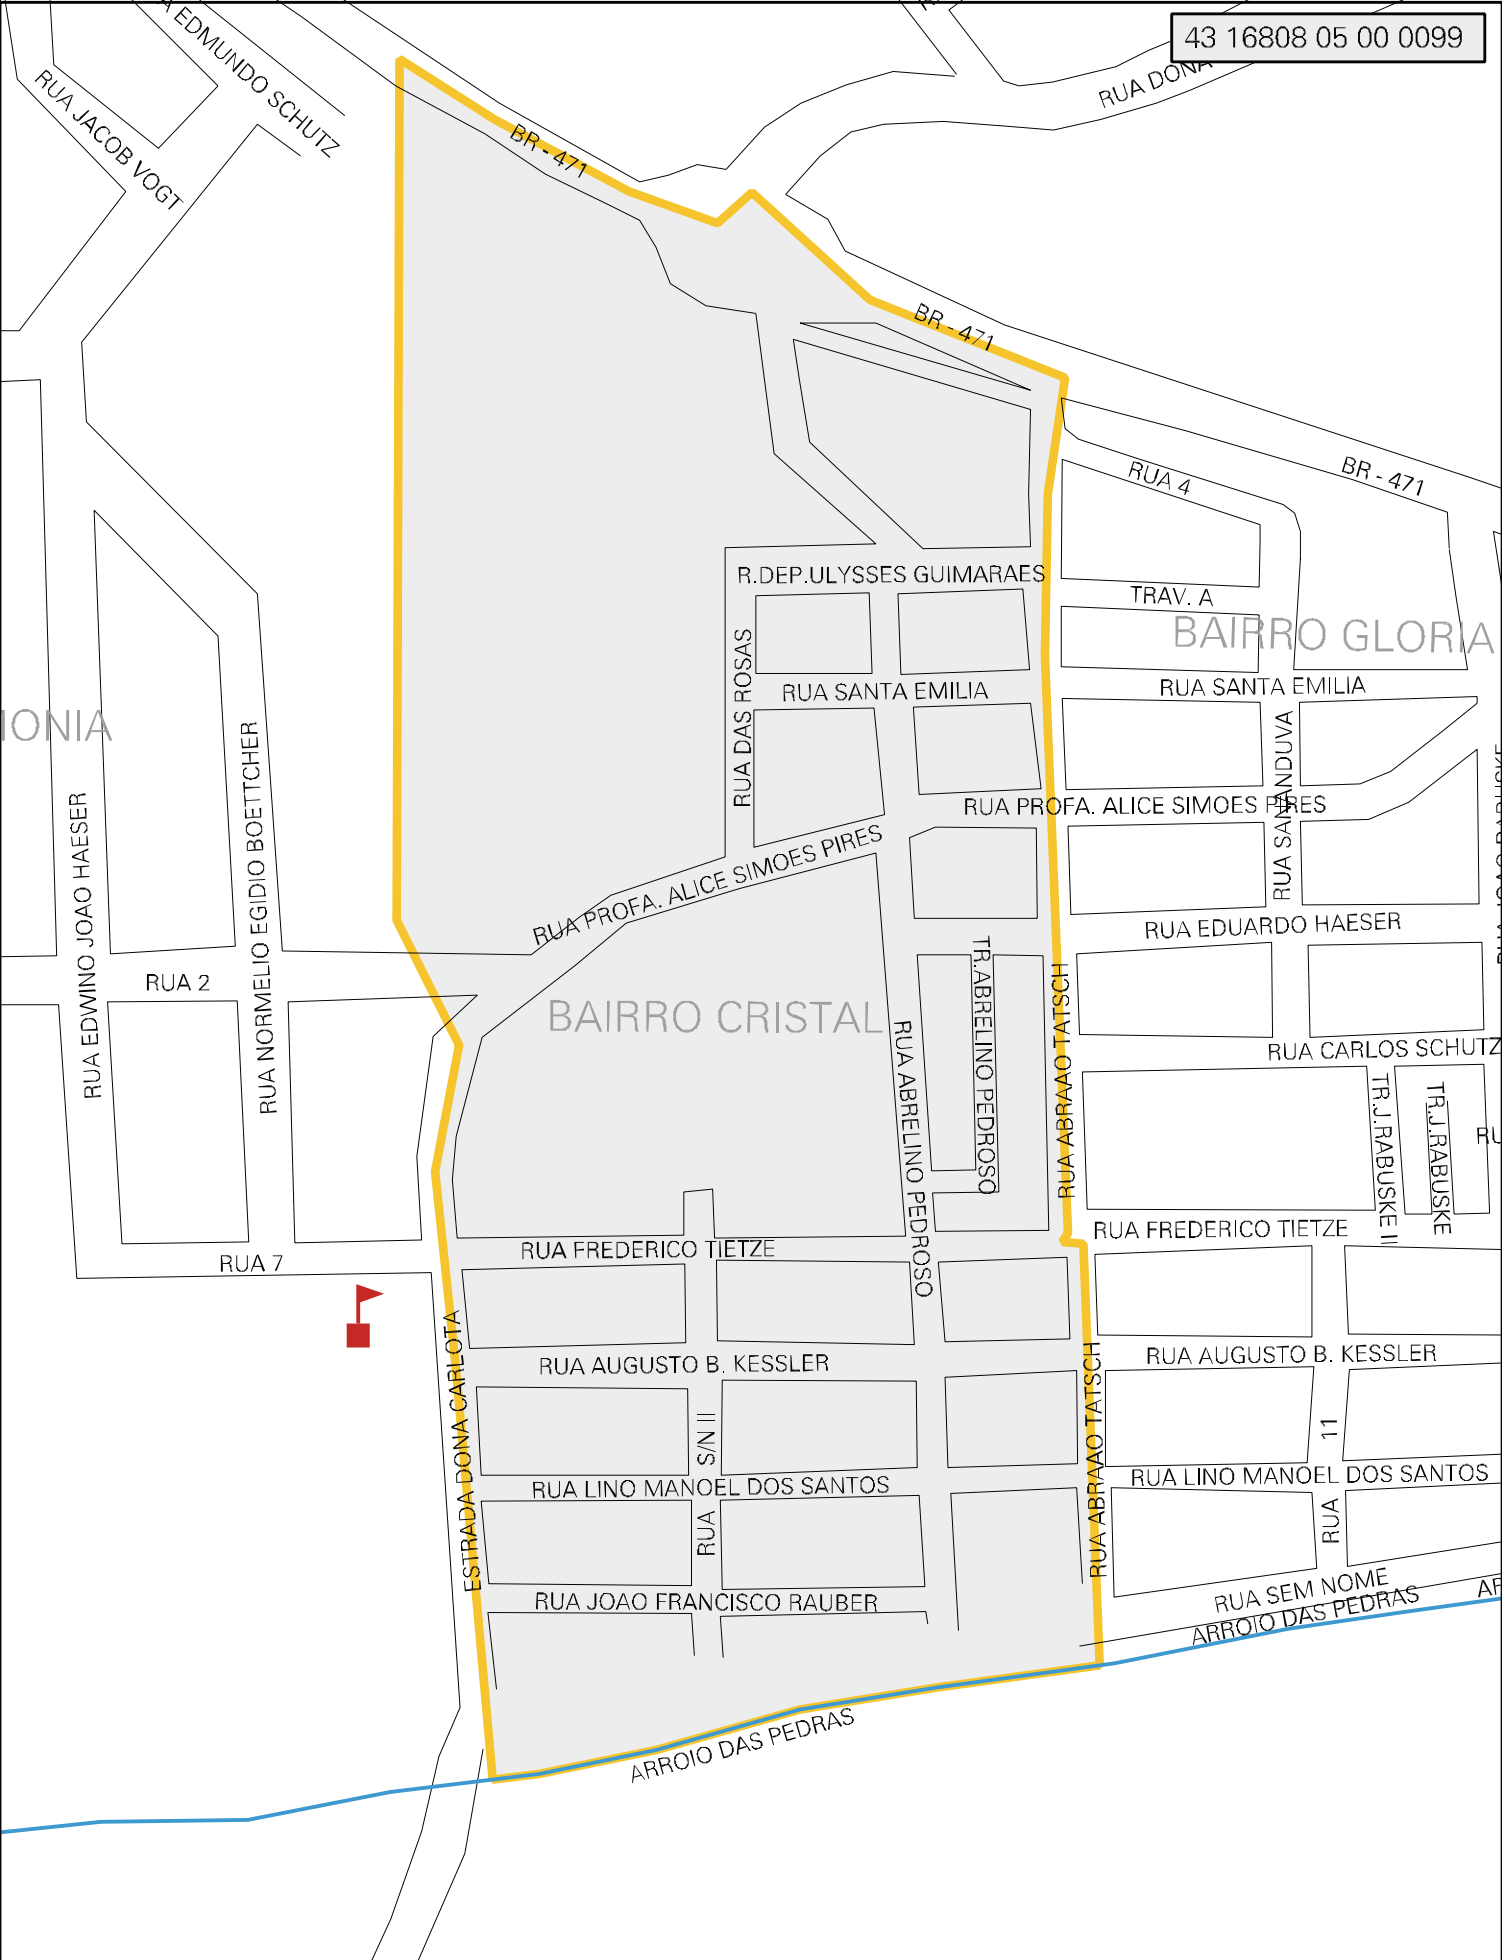 43 16808 05 00 0099
EDMUNDO SCHUTZ
RUA JACOB VOGT
RUA DONA
BR - 471
BR - 471
BR - 471
RUA 4
R.DEP.ULYSSES GUIMARAES
TRAV. A
BAIRRO GLORIA
RUA DAS ROSAS
RUA SANTA EMILIA
RUA SANTA EMILIA
RUA SANANDUVA
RUA PROFA. ALICE SIMOES PIRES
RUA PROFA. ALICE SIMOES PIRES
RUA EDWINO JOAO HAESER
RUA NORMELIO EGIDIO BOETTCHER
RUA EDUARDO HAESER
RUA 2
BAIRRO CRISTAL
TR.ABRELINO PEDROSO
RUA ABRELINO PEDROSO
RUA ABRAAO TATSCH
RUA CARLOS SCHUTZ
TR.J.RABUSKE II
TR.J.RABUSKE
RUA FREDERICO TIETZE
RUA FREDERICO TIETZE
RUA 7
ESTRADA DONA CARLOTA
RUA AUGUSTO B. KESSLER
RUA AUGUSTO B. KESSLER
RUA ABRAAO TATSCH
RUA S/N II
RUA 11
RUA LINO MANOEL DOS SANTOS
RUA LINO MANOEL DOS SANTOS
RUA JOAO FRANCISCO RAUBER
RUA SEM NOME
ARROIO DAS PEDRAS
ARROIO DAS PEDRAS